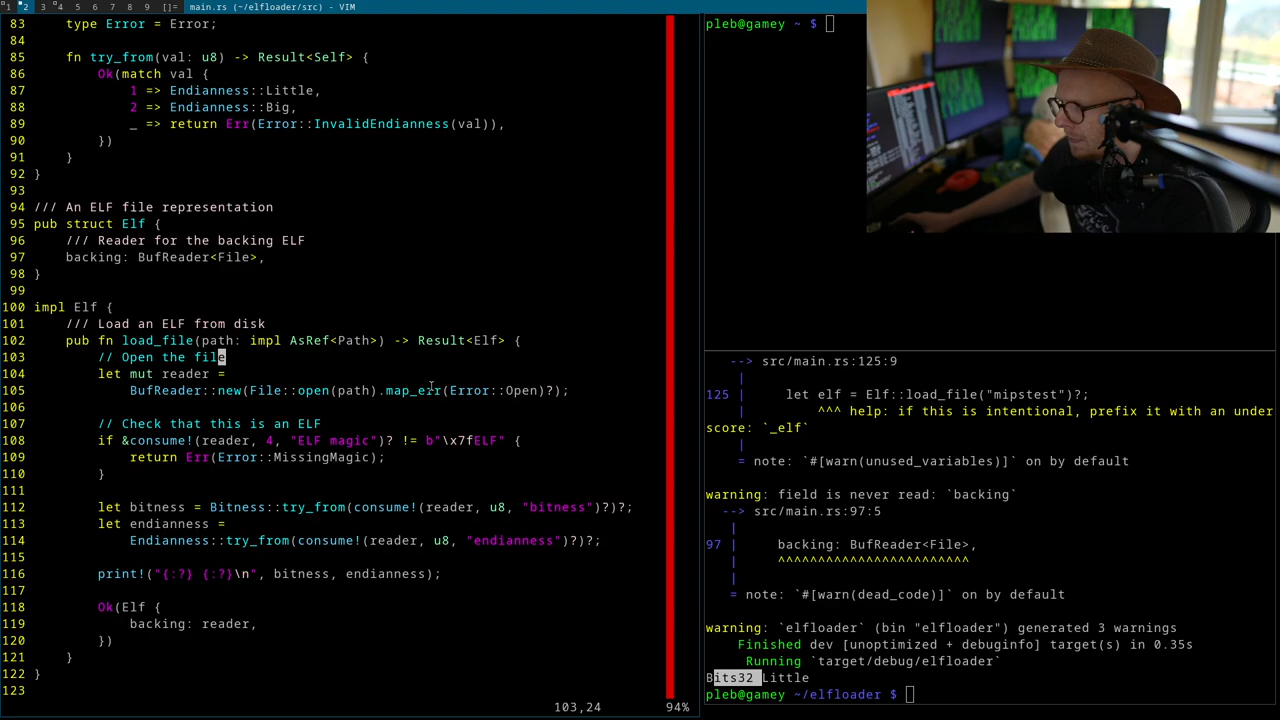 1 2 3 4 5 6 7 8 9 []= main.rs (~/elfloader/src) - VIM
83 type Error = Error;
84
85 fn try_from(val: u8) -> Result<Self> {
86 Ok(match val {
87 1 => Endianness::Little,
88 2 => Endianness::Big,
89 _ => return Err(Error::InvalidEndianness(val)),
90 })
91 }
92 }
93
94 /// An ELF file representation
95 pub struct Elf {
96 /// Reader for the backing ELF
97 backing: BufReader<File>,
98 }
99
100 impl Elf {
101 /// Load an ELF from disk
102 pub fn load_file(path: impl AsRef<Path>) -> Result<Elf> {
103 // Open the file
104 let mut reader =
105 BufReader::new(File::open(path).map_err(Error::Open)?);
106
107 // Check that this is an ELF
108 if &consume!(reader, 4, "ELF magic")? != b"\x7fELF" {
109 return Err(Error::MissingMagic);
110 }
111
112 let bitness = Bitness::try_from(consume!(reader, u8, "bitness")?)?;
113 let endianness =
114 Endianness::try_from(consume!(reader, u8, "endianness")?)?;
115
116 print!("{:?} {:?}\n", bitness, endianness);
117
118 Ok(Elf {
119 backing: reader,
120 })
121 }
122 }
123
103,24 94%
pleb@gamey ~ $
--> src/main.rs:125:9
|
125 | let elf = Elf::load_file("mipstest")?;
| ^^^ help: if this is intentional, prefix it with an under
score: `_elf`
|
= note: `#[warn(unused_variables)]` on by default
warning: field is never read: `backing`
--> src/main.rs:97:5
|
97 | backing: BufReader<File>,
| ^^^^^^^^^^^^^^^^^^^^^^^^
|
= note: `#[warn(dead_code)]` on by default
warning: `elfloader` (bin "elfloader") generated 3 warnings
Finished dev [unoptimized + debuginfo] target(s) in 0.35s
Running `target/debug/elfloader`
Bits32 Little
pleb@gamey ~/elfloader $